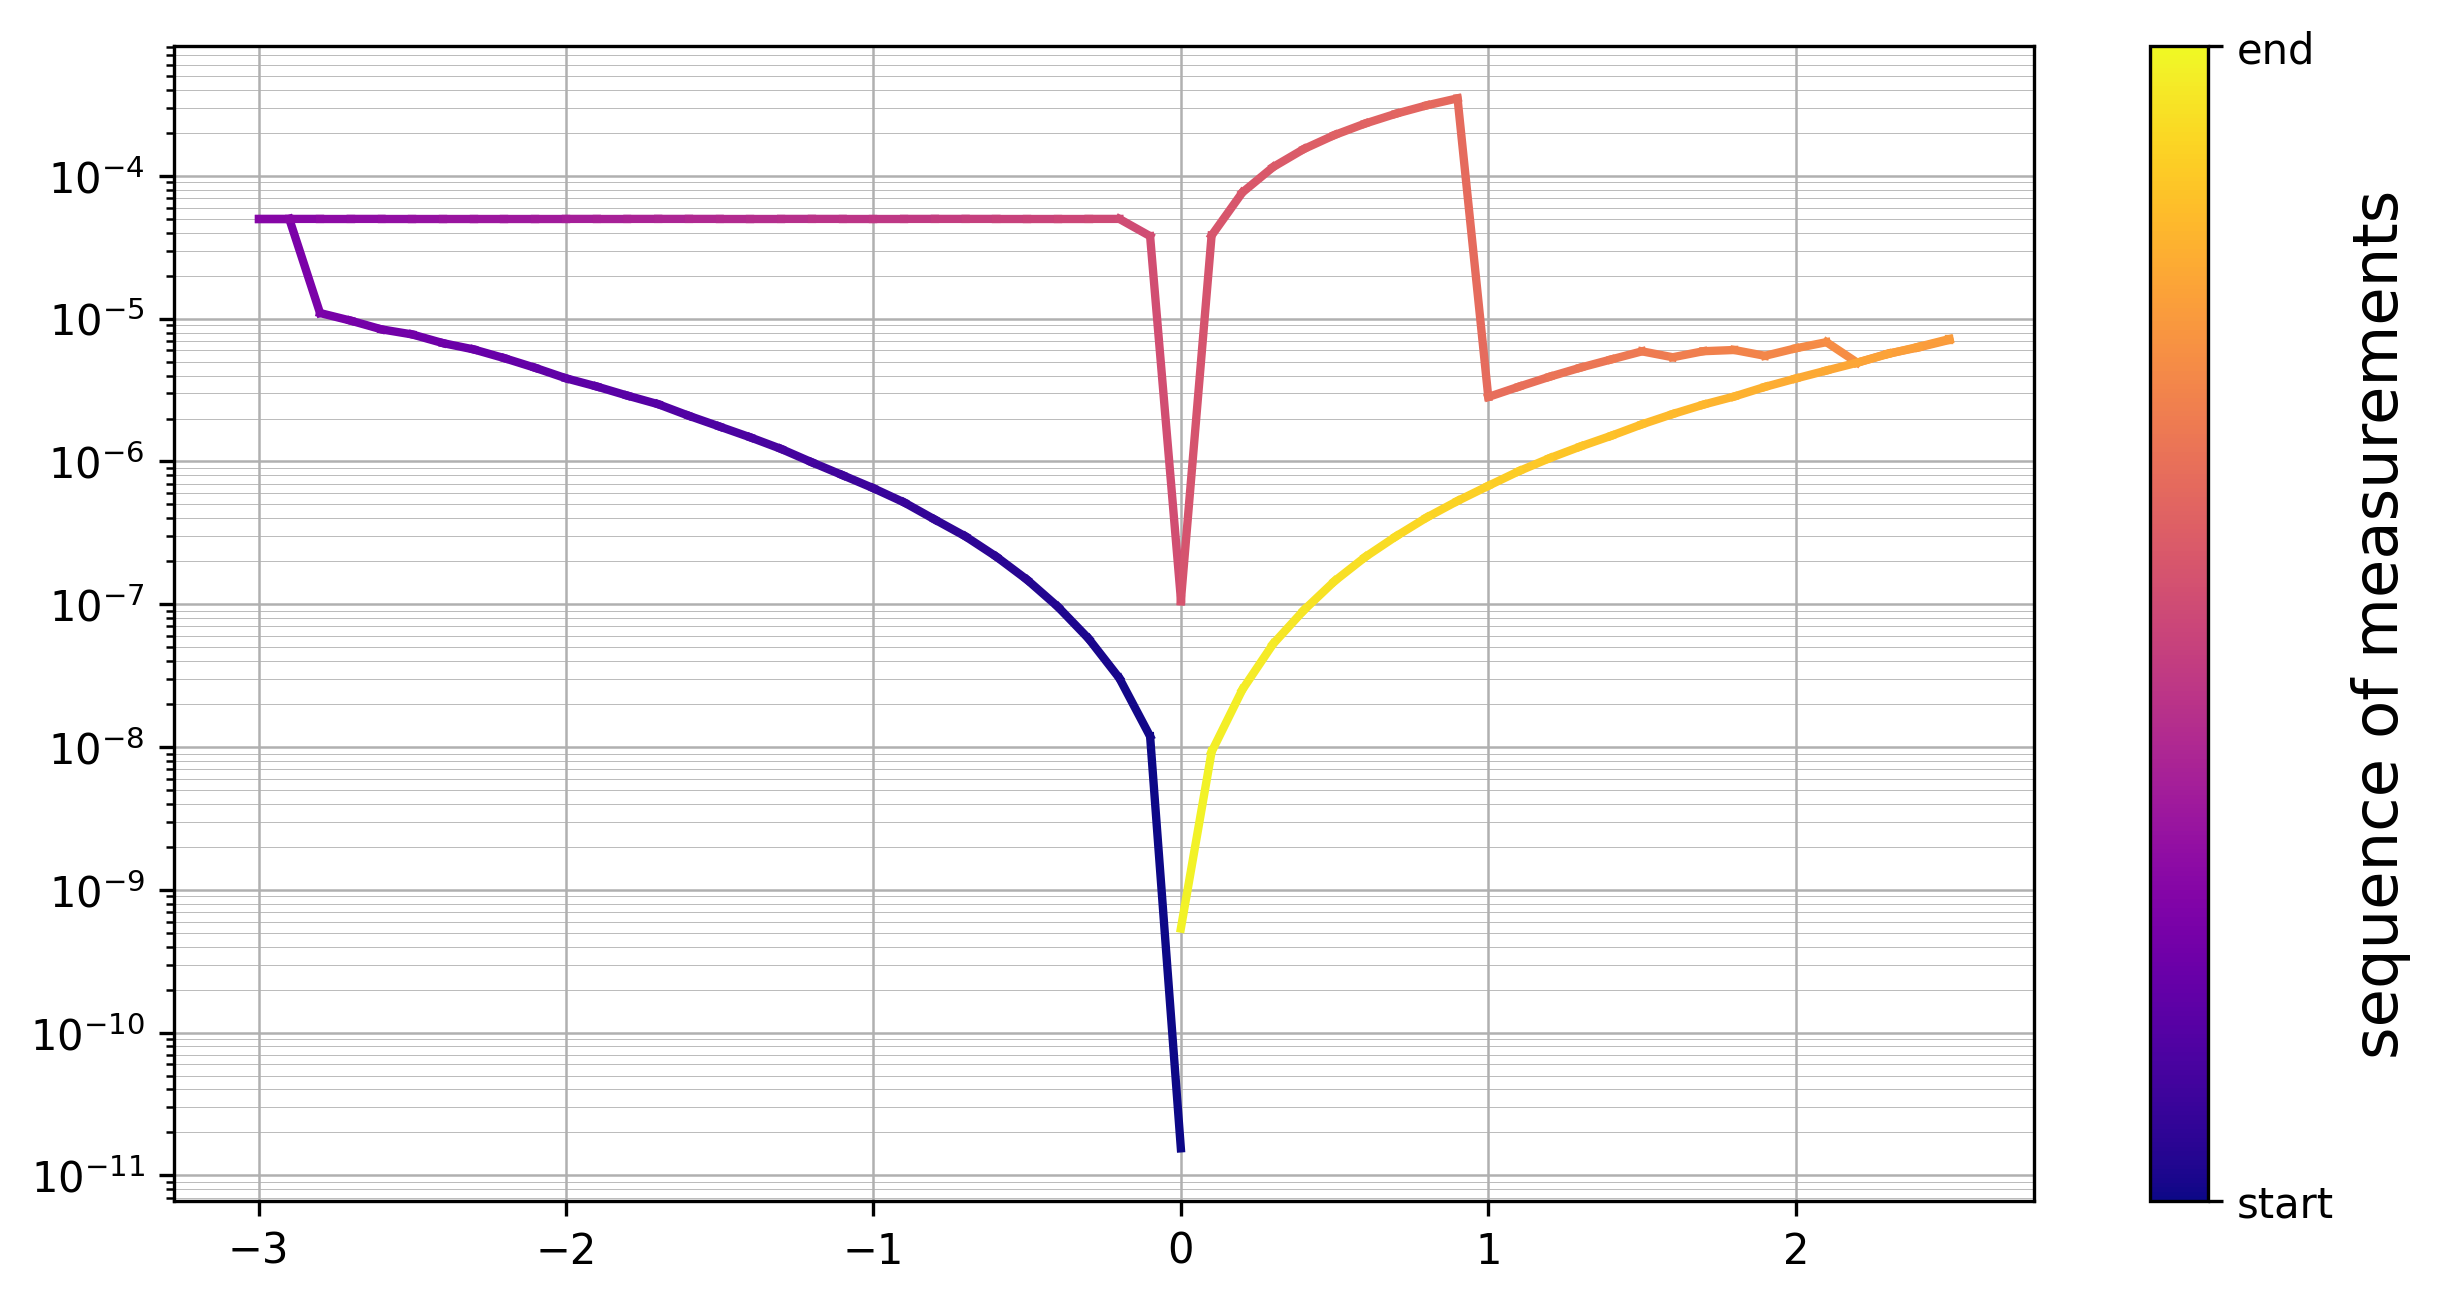 10⁻⁴
10⁻⁵
10⁻⁶
10⁻⁷
10⁻⁸
10⁻⁹
10⁻¹⁰
10⁻¹¹
−3 −2 −1 0 1 2
end
start
sequence of measurements